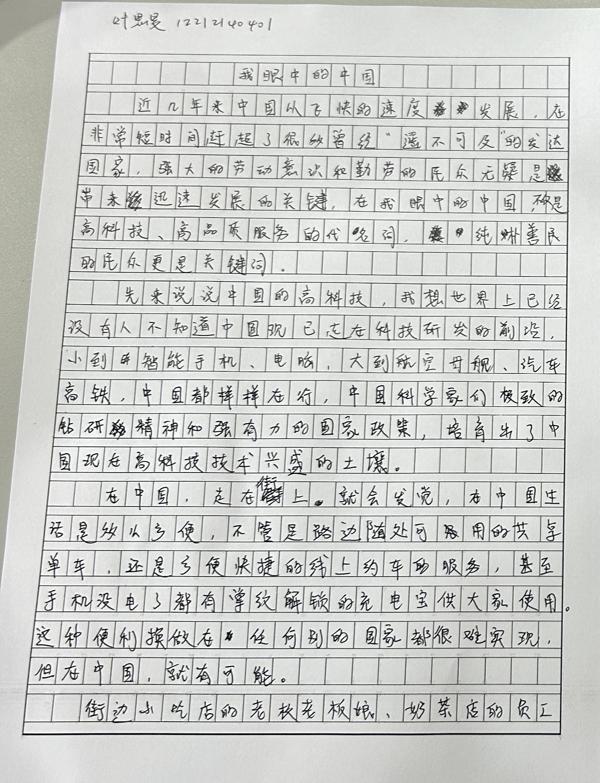 叶思旻 1221214040 1
我眼中的中国
近几年来中国以飞快的速度发展，在
非常短时间赶超了很多曾经“遥不可及”的发达
国家，强大的劳动意识和勤劳的民众无疑是
带来迅速发展的关键，在我眼中的中国，是
高科技、高品质服务的代名词，纯朴善民
的民众更是关键词。
先来说说中国的高科技，我想世界上已经
没有人不知道中国现已走在科技研发的前沿，
小到智能手机、电脑，大到航空母舰、汽车
高铁，中国都样样在行，中国科学家们极致的
钻研精神和强有力的国家政策，培育出了中
国现在高科技技术兴盛的土壤。
在中国，走在街上。就会发觉，在中国生
活是多么方便，不管是路边随处可用的共享
单车，还是方便快捷的线上约车的服务，甚至
手机没电了都有掌纹解锁的充电宝供大家使用。
这种便利换做在任何别的国家都很难实现，
但在中国，就有可能。
街边小吃店的老板老板娘、奶茶店的员工